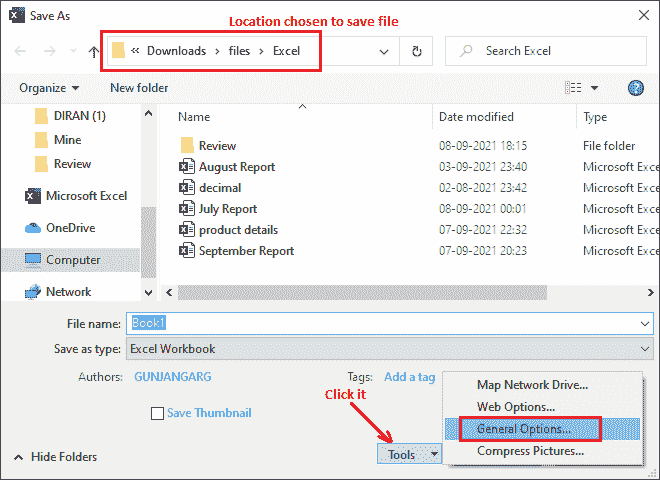 Save As
Location chosen to save file
« Downloads › files › Excel
Search Excel
Organize
New folder
DIRAN (1)
Mine
Review
Microsoft Excel
OneDrive
Computer
Network
Name Date modified Type
Review 08-09-2021 18:15 File folder
August Report 03-09-2021 23:40 Microsoft Exce
decimal 02-08-2021 23:42 Microsoft Exce
July Report 08-09-2021 00:01 Microsoft Exce
product details 07-09-2021 22:32 Microsoft Exce
September Report 07-09-2021 20:23 Microsoft Exce
File name: Book1
Save as type: Excel Workbook
Authors: GUNJANGARG
Tags: Add a tag
Click it
Save Thumbnail
Map Network Drive...
Web Options...
General Options...
Compress Pictures...
Hide Folders
Tools